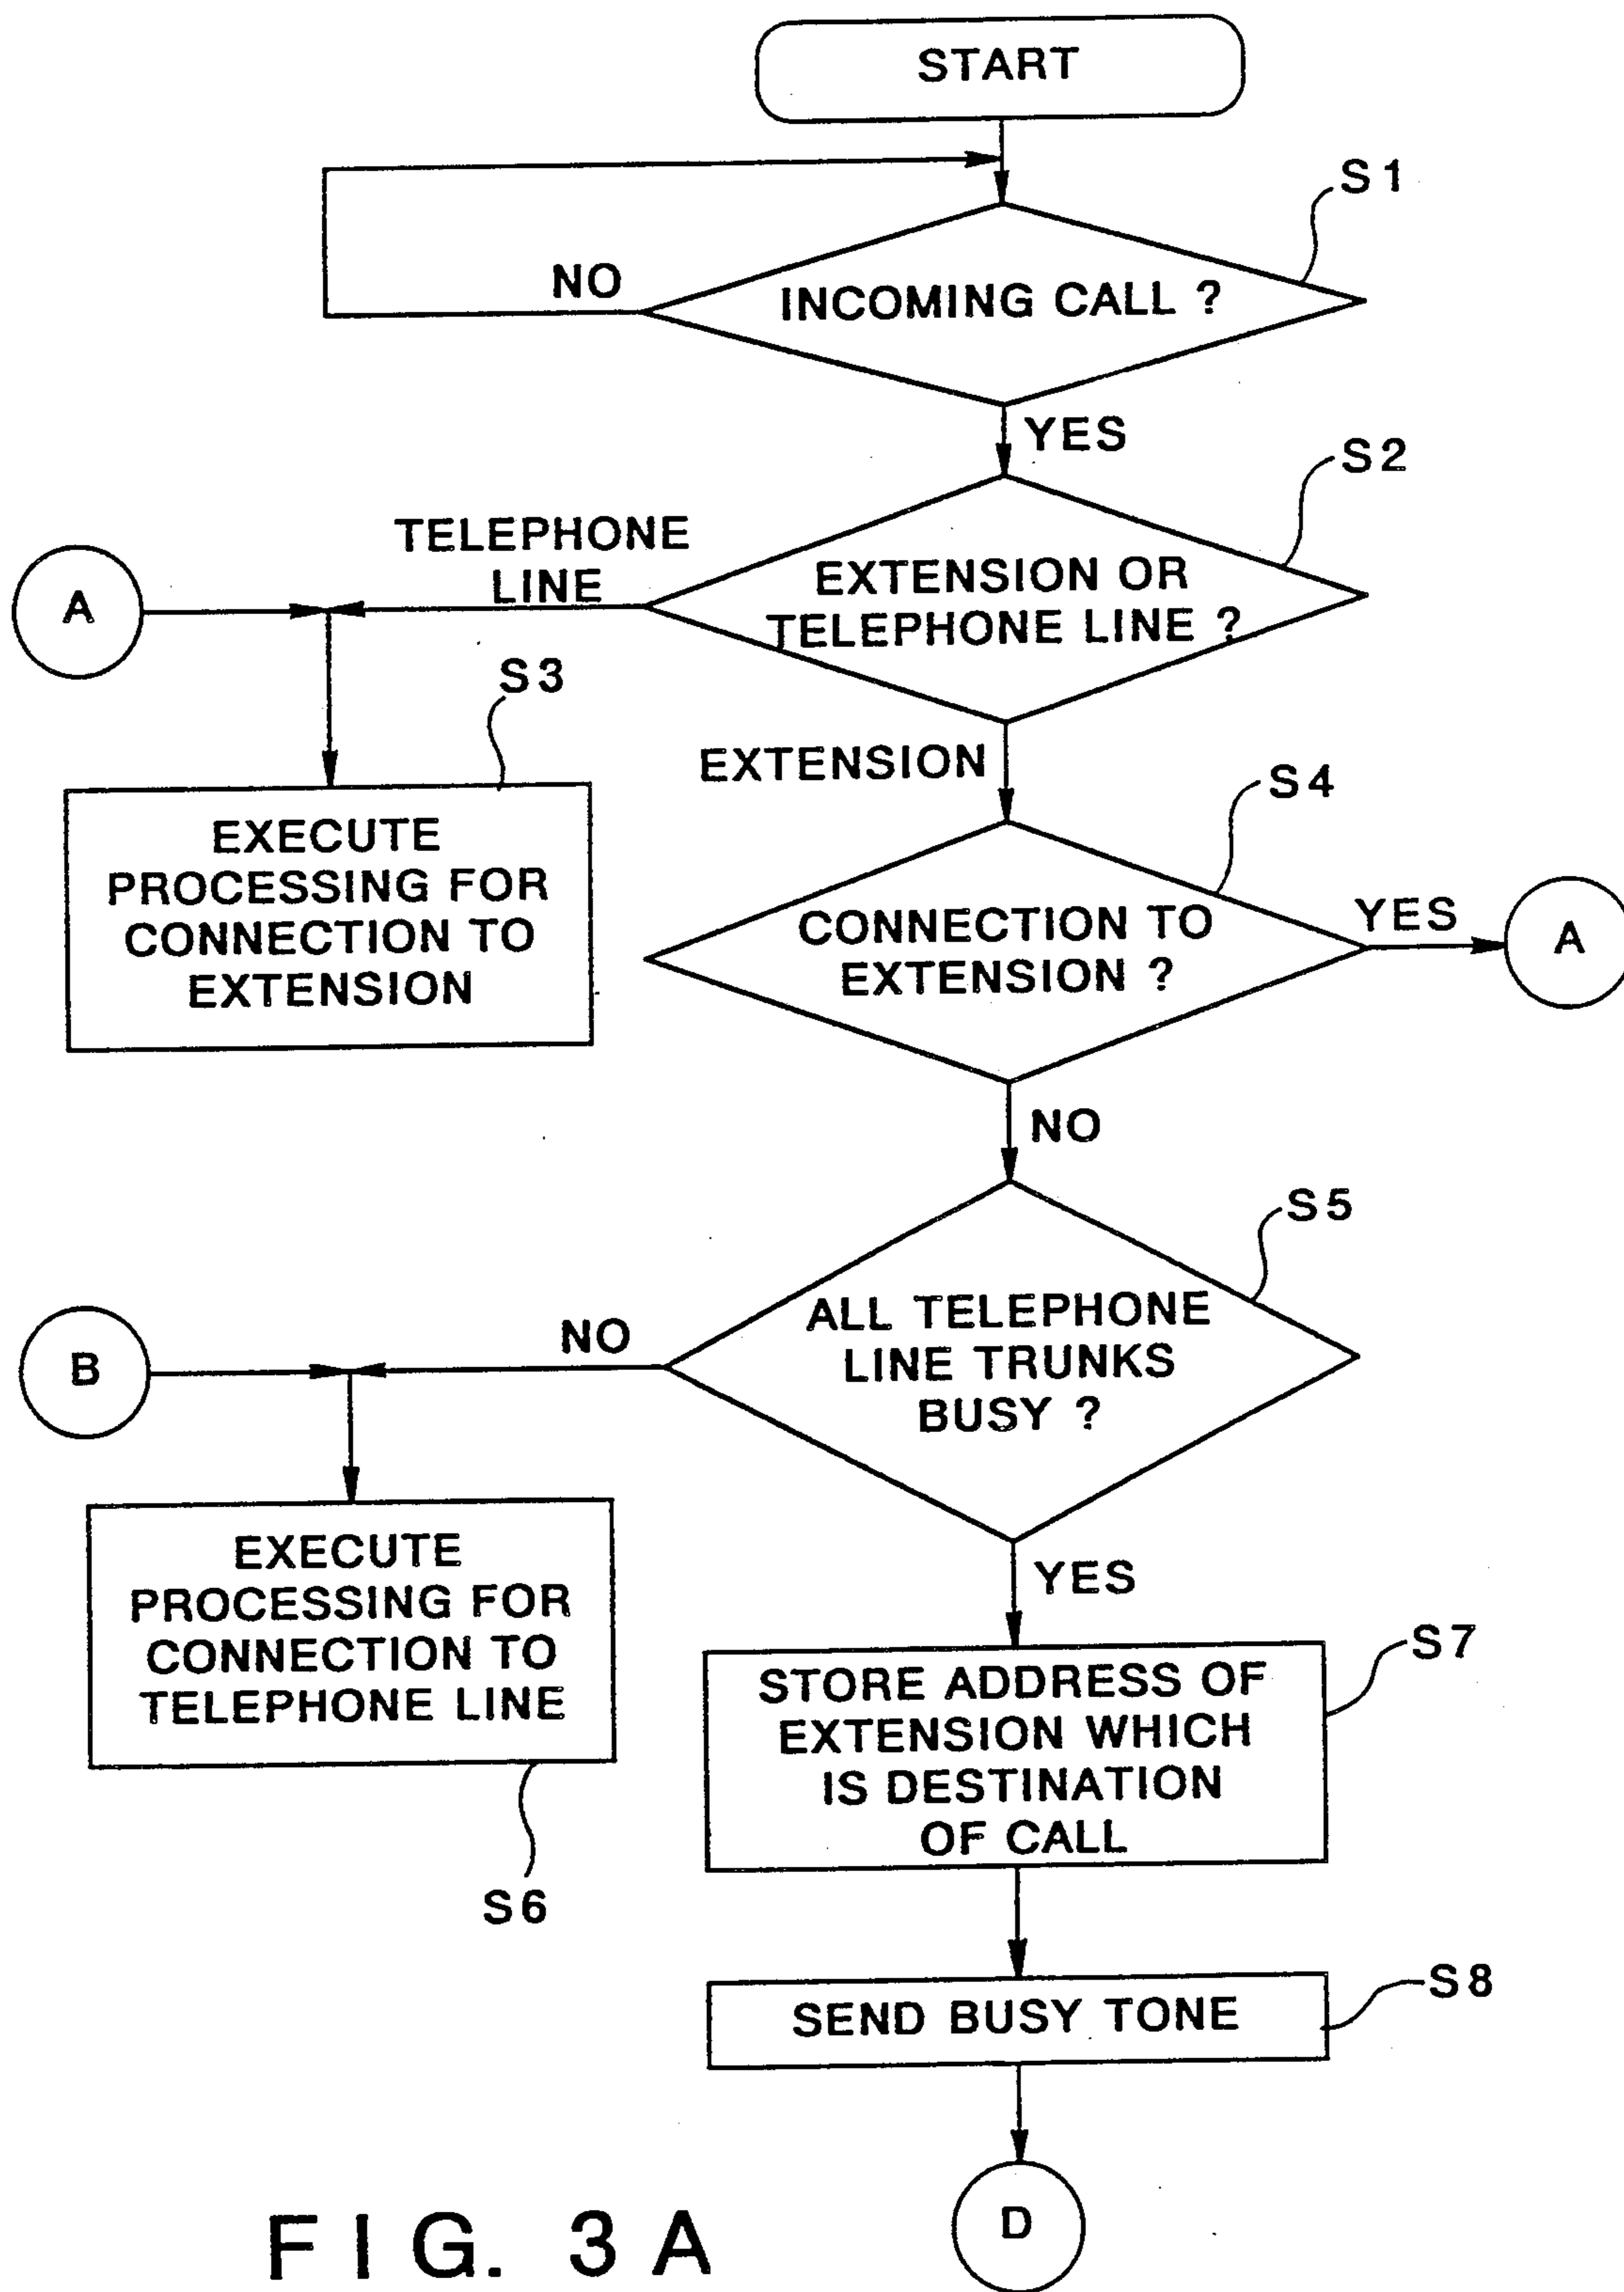 START
S1
NO
INCOMING CALL ?
YES
S2
TELEPHONE
LINE
EXTENSION OR
TELEPHONE LINE ?
A
S3
EXTENSION
S4
EXECUTE
PROCESSING FOR
CONNECTION TO
EXTENSION
CONNECTION TO
EXTENSION ?
YES
A
NO
S5
ALL TELEPHONE
LINE TRUNKS
BUSY ?
NO
B
YES
EXECUTE
PROCESSING FOR
CONNECTION TO
TELEPHONE LINE
S6
S7
STORE ADDRESS OF
EXTENSION WHICH
IS DESTINATION
OF CALL
S8
SEND BUSY TONE
D
FIG. 3A